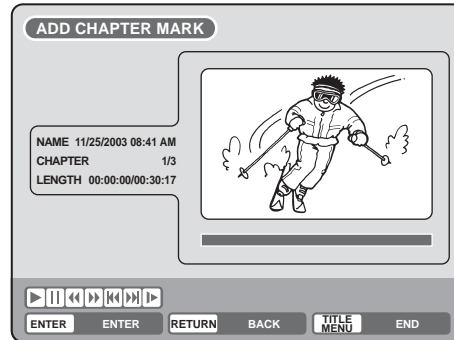 ADD CHAPTER MARK
NAME 11/25/2003 08:41 AM
CHAPTER 1/3
LENGTH 00:00:00/00:30:17
ENTER ENTER RETURN BACK TITLE MENU END